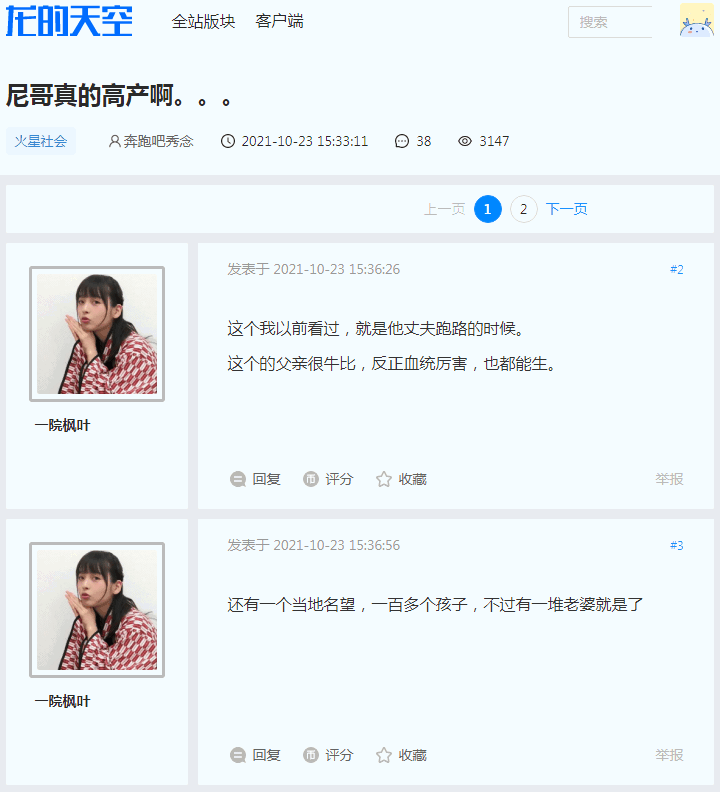 龙的天空
全站版块 客户端
搜索
尼哥真的高产啊。。。
火星社会 奔跑吧秀念 2021-10-23 15:33:11 38 3147
上一页 1 2 下一页
发表于 2021-10-23 15:36:26 #2
这个我以前看过，就是他丈夫跑路的时候。
这个的父亲很牛比，反正血统厉害，也都能生。
一院枫叶
回复 评分 收藏 举报
发表于 2021-10-23 15:36:56 #3
还有一个当地名望，一百多个孩子，不过有一堆老婆就是了
一院枫叶
回复 评分 收藏 举报